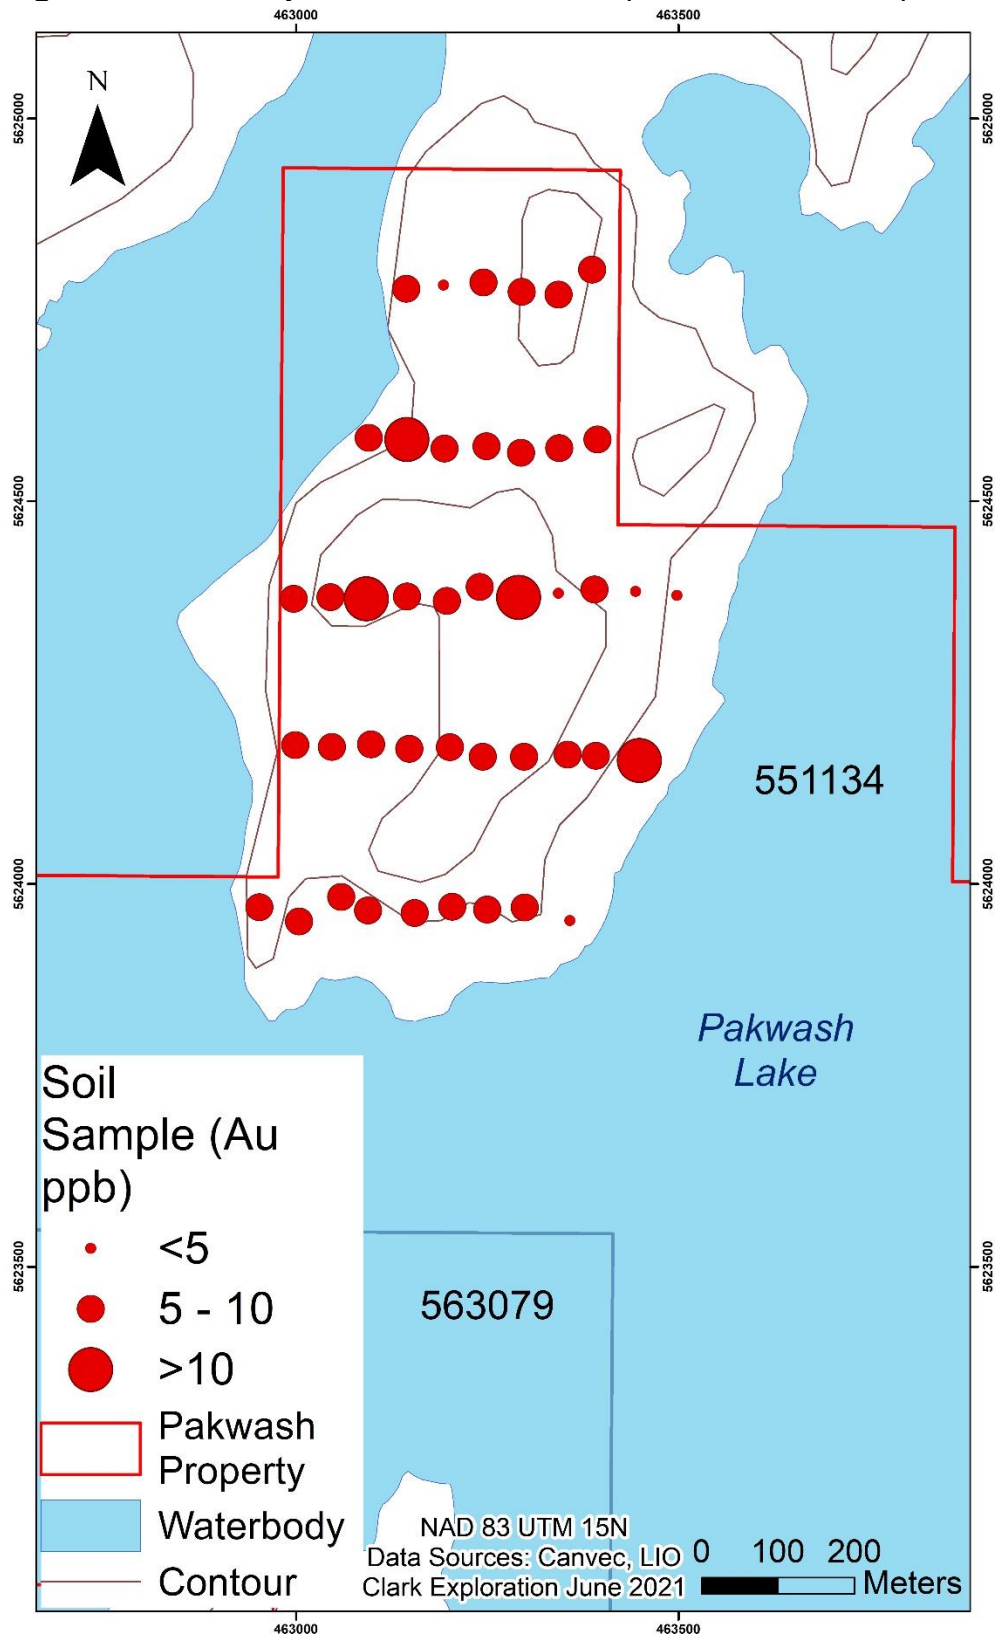 463000
463500
N
5625000
5625000
5624500
5624500
551134
5624000
5624000
Pakwash
Lake
Soil
Sample (Au
ppb)
<5
5 - 10
>10
Pakwash
Property
Waterbody
Contour
5623500
5623500
563079
NAD 83 UTM 15N
Data Sources: Canvec, LIO
Clark Exploration June 2021
0 100 200
Meters
463000
463500